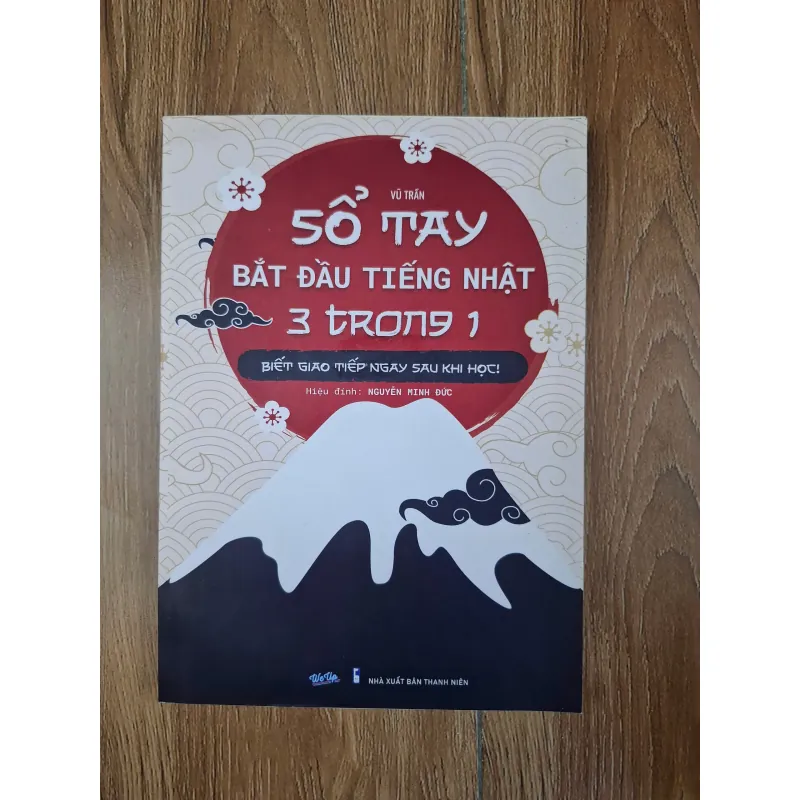 VŨ TRẦN
SỔ TAY
BẮT ĐẦU TIẾNG NHẬT
3 TRONG 1
BIẾT GIAO TIẾP NGAY SAU KHI HỌC!
Hiệu đính: NGUYỄN MINH ĐỨC
WeUp
NHÀ XUẤT BẢN THANH NIÊN